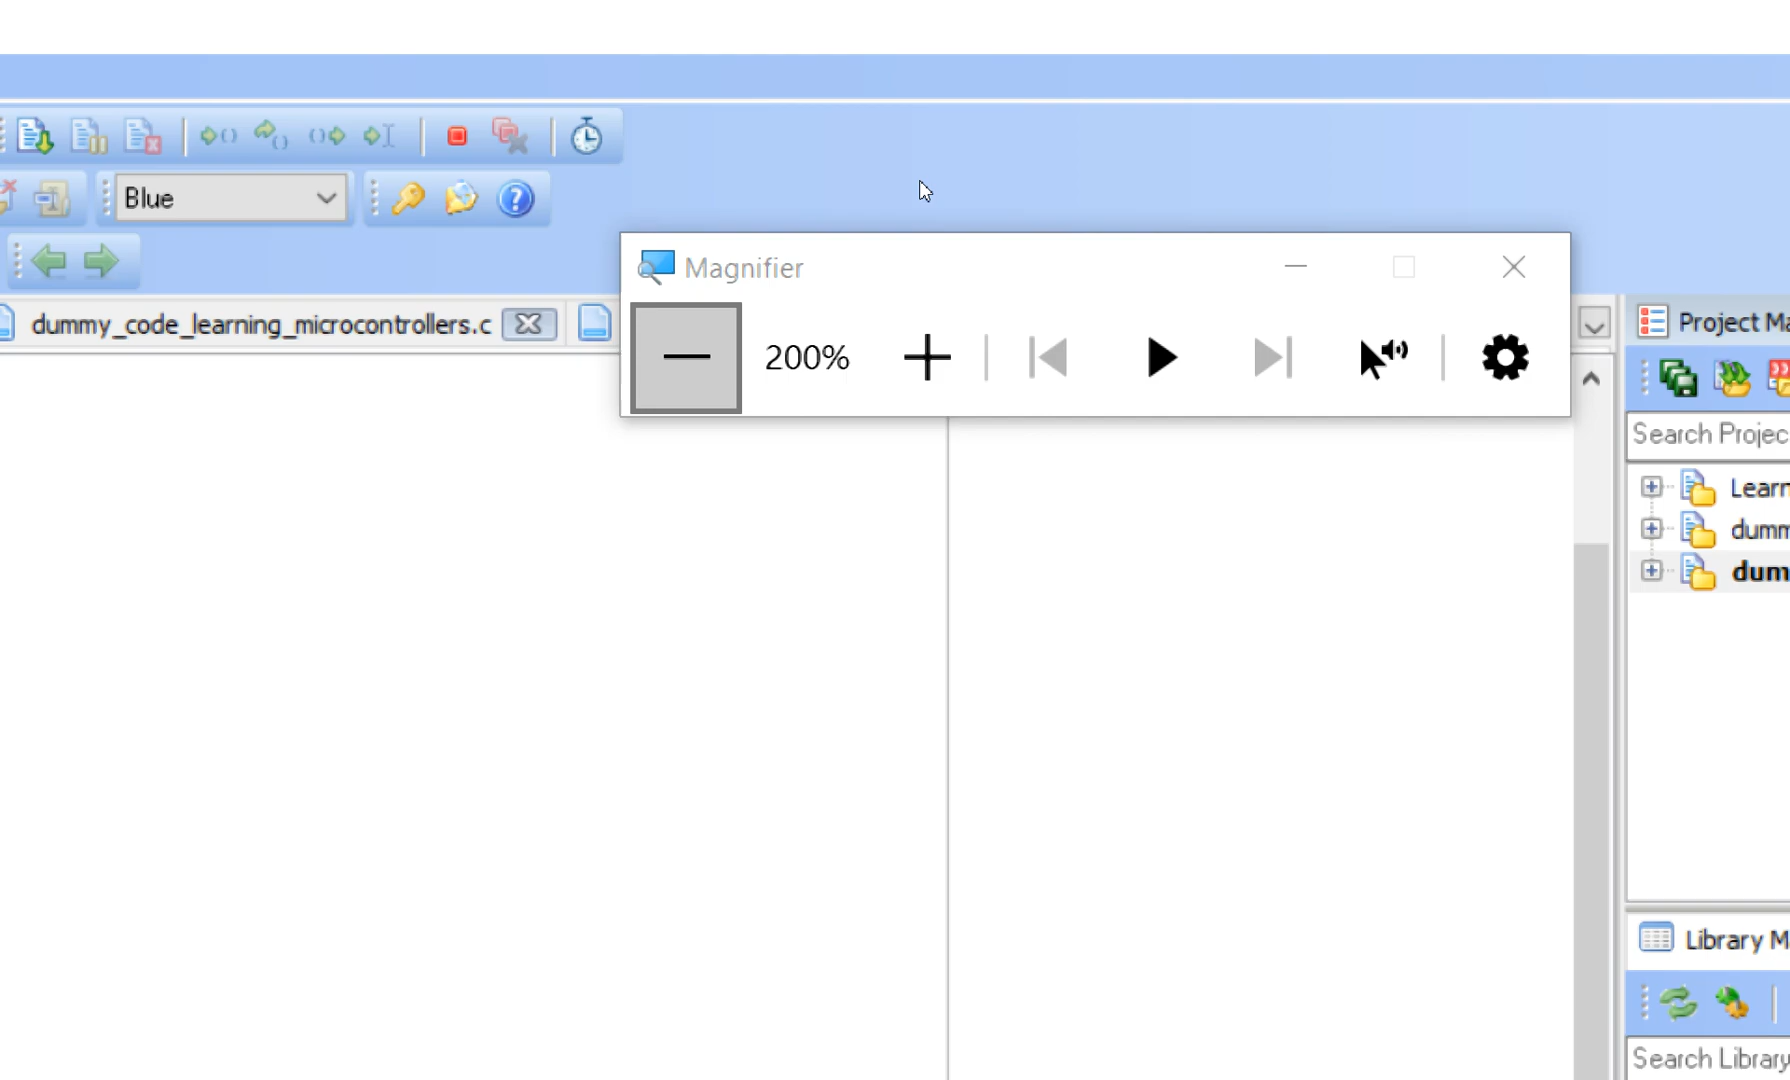 Blue
Magnifier
dummy_code_learning_microcontrollers.c
200%
Project Ma
Search Projec
Learn
dumm
dum
Library M
Search Library